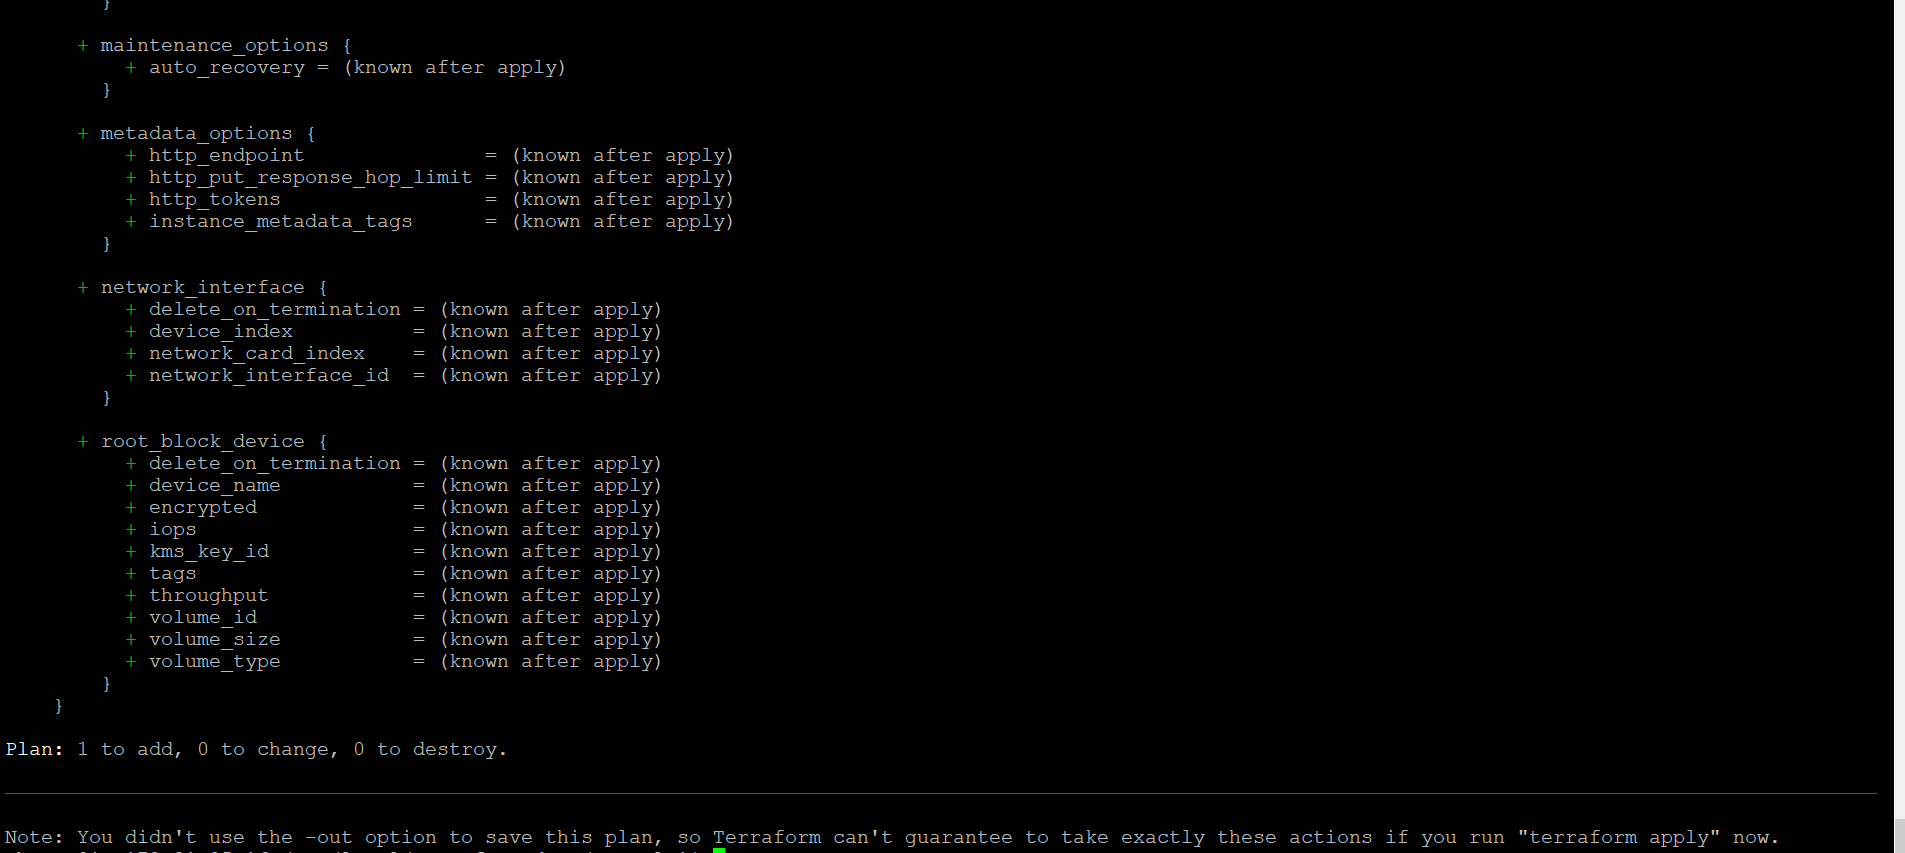 }
+ maintenance_options {
+ auto_recovery = (known after apply)
}
+ metadata_options {
+ http_endpoint = (known after apply)
+ http_put_response_hop_limit = (known after apply)
+ http_tokens = (known after apply)
+ instance_metadata_tags = (known after apply)
}
+ network_interface {
+ delete_on_termination = (known after apply)
+ device_index = (known after apply)
+ network_card_index = (known after apply)
+ network_interface_id = (known after apply)
}
+ root_block_device {
+ delete_on_termination = (known after apply)
+ device_name = (known after apply)
+ encrypted = (known after apply)
+ iops = (known after apply)
+ kms_key_id = (known after apply)
+ tags = (known after apply)
+ throughput = (known after apply)
+ volume_id = (known after apply)
+ volume_size = (known after apply)
+ volume_type = (known after apply)
}
}
Plan: 1 to add, 0 to change, 0 to destroy.
Note: You didn't use the -out option to save this plan, so Terraform can't guarantee to take exactly these actions if you run "terraform apply" now.